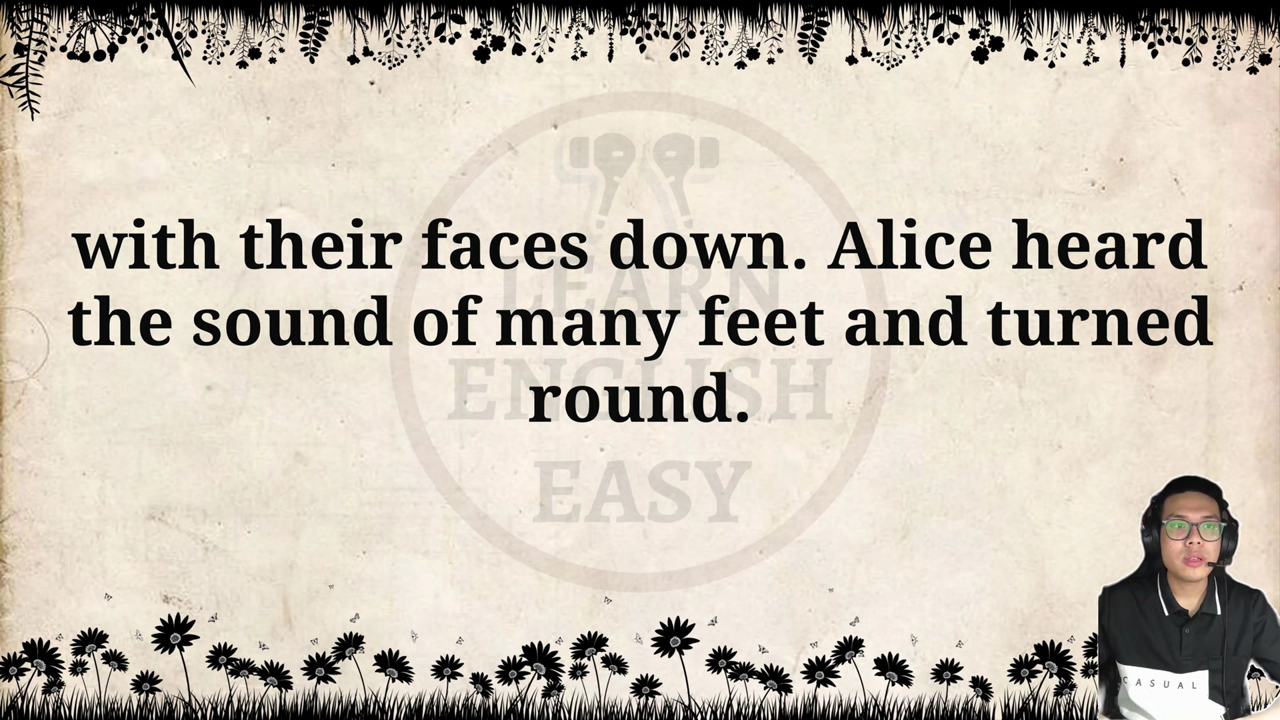 with their faces down. Alice heard
the sound of many feet and turned
round.
LEARN
ENGLISH
EASY
CASUAL